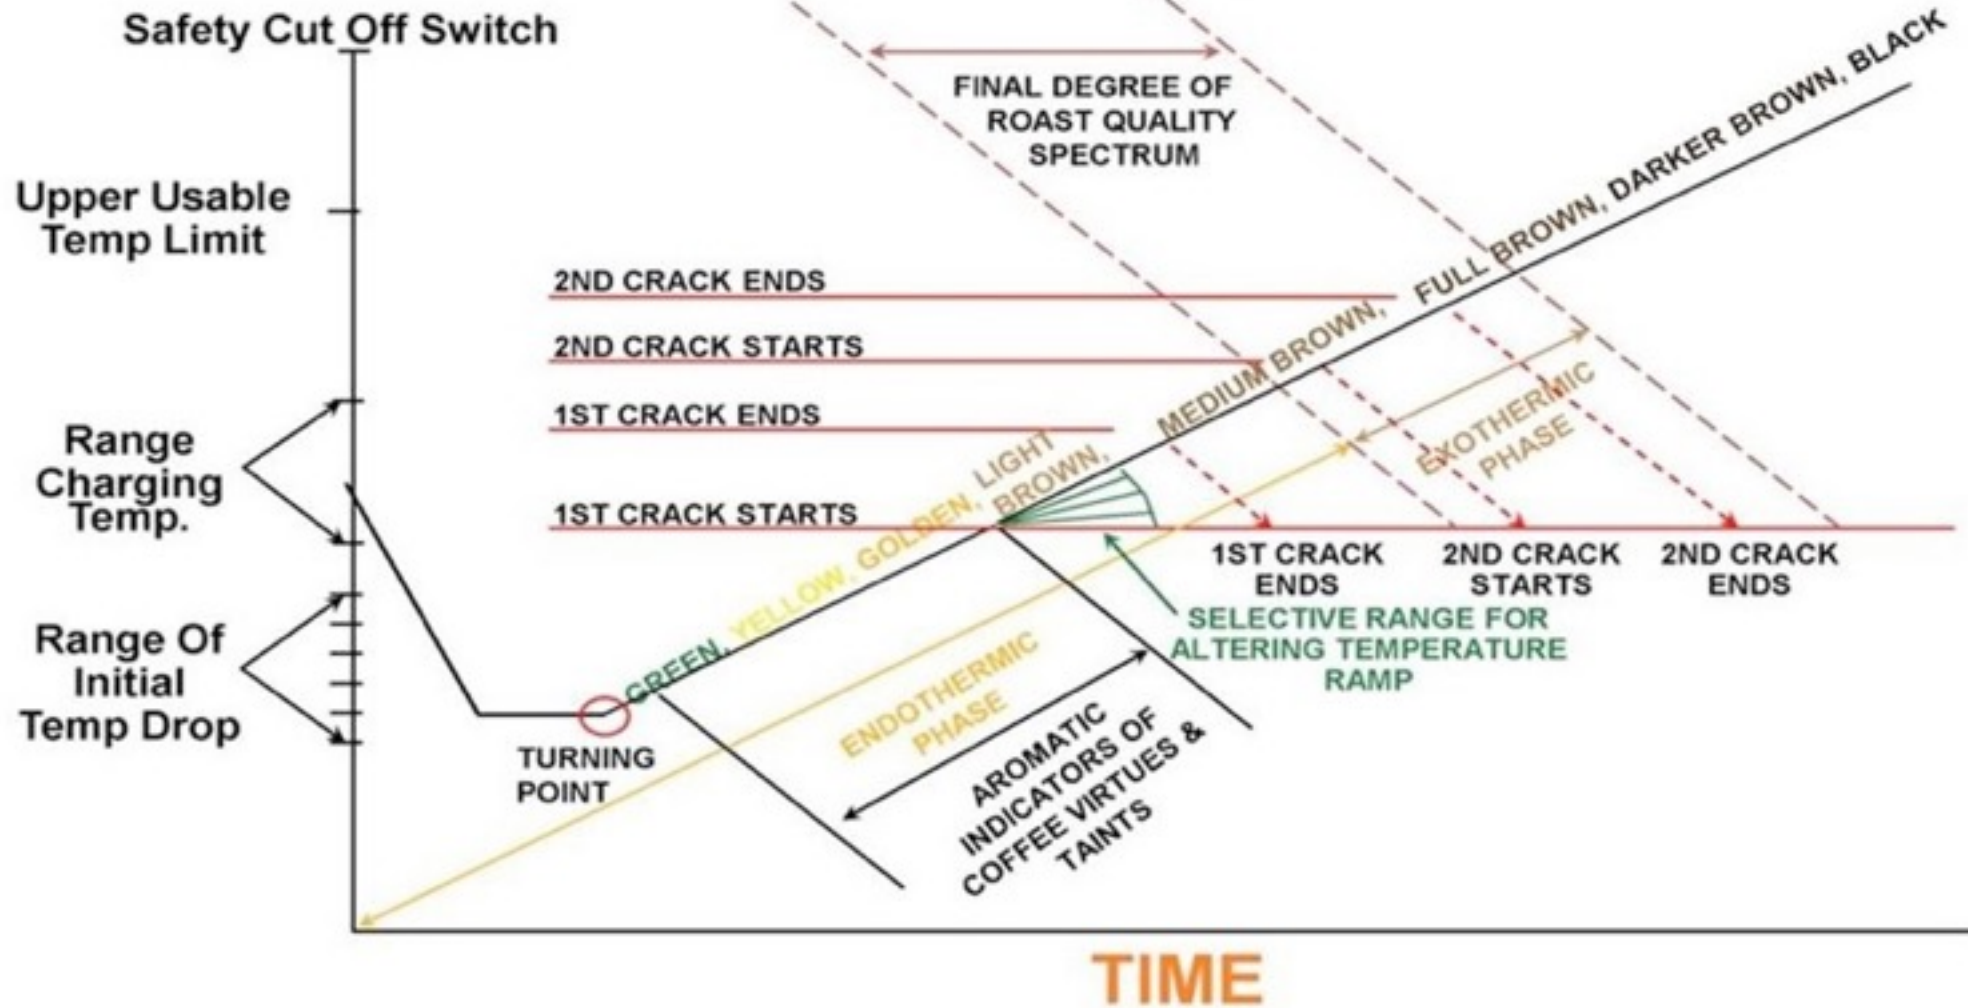 Safety Cut Off Switch
Upper Usable
Temp Limit
Range
Charging
Temp.
Range Of
Initial
Temp Drop
FINAL DEGREE OF
ROAST QUALITY
SPECTRUM
2ND CRACK ENDS
2ND CRACK STARTS
1ST CRACK ENDS
1ST CRACK STARTS
GREEN, YELLOW, GOLDEN, LIGHT
BROWN,
MEDIUM BROWN,
FULL BROWN, DARKER BROWN, BLACK
EXOTHERMIC
PHASE
1ST CRACK
ENDS
2ND CRACK
STARTS
2ND CRACK
ENDS
SELECTIVE RANGE FOR
ALTERING TEMPERATURE
RAMP
TURNING
POINT
ENDOTHERMIC
PHASE
AROMATIC
INDICATORS OF
COFFEE VIRTUES &
TAINTS
TIME